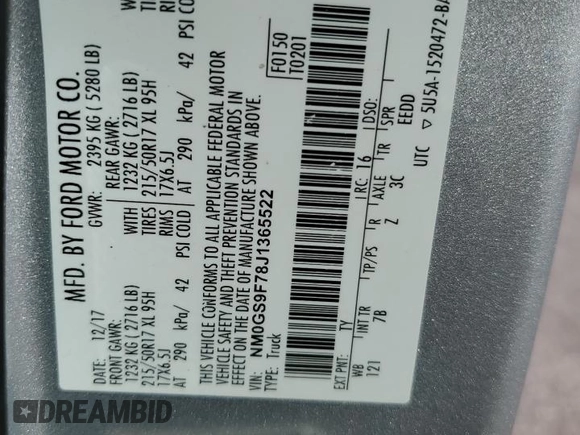 MFD. BY FORD MOTOR CO.
DATE: 12/17 GVWR: 2395 KG ( 5280 LB)
FRONT GAWR: REAR GAWR:
1232 KG ( 2716 LB) WITH 1232 KG ( 2716 LB) WITH
215/50R17 XL 95H TIRES 215/50R17 XL 95H TIRES
17X6.5J RIMS 17X6.5J RIMS
AT 290 kPa/ 42 PSI COLD AT 290 kPa/ 42 PSI CO
THIS VEHICLE CONFORMS TO ALL APPLICABLE FEDERAL MOTOR
VEHICLE SAFETY AND THEFT PREVENTION STANDARDS IN
EFFECT ON THE DATE OF MANUFACTURE SHOWN ABOVE.
VIN: NM0GS9F78J1365522 F0150
TYPE: Truck T0201
EXT PNT: TY RC: 16 DSO:
WB INT TR TP/PS R AXLE TR SPR
121 7B Z 3C EEDD
UTC ▽ 5U5A-1520472-BA
DREAMBID